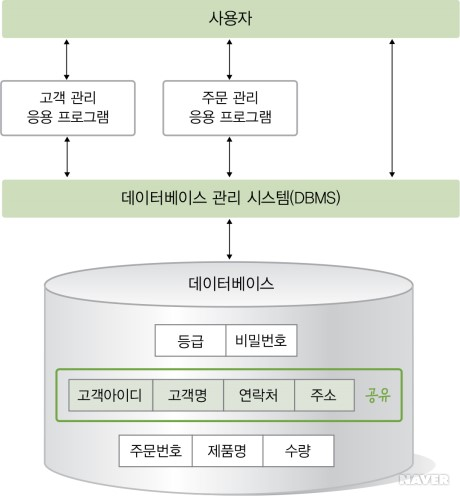 사용자
고객 관리
응용 프로그램
주문 관리
응용 프로그램
데이터베이스 관리 시스템(DBMS)
데이터베이스
등급 비밀번호
고객아이디 고객명 연락처 주소 공유
주문번호 제품명 수량
NAVER